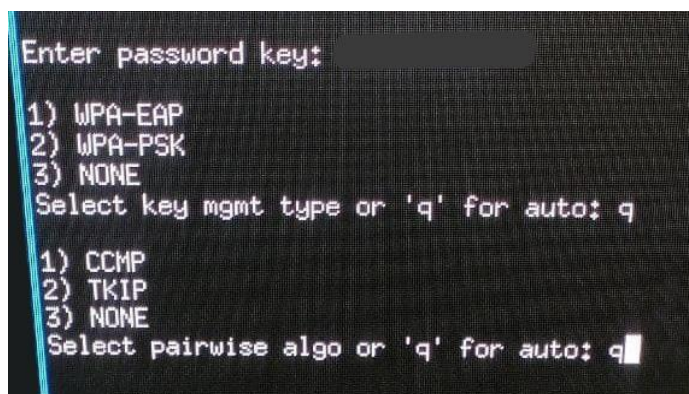 Enter password key:
1) WPA-EAP
2) WPA-PSK
3) NONE
Select key mgmt type or 'q' for auto: q
1) CCMP
2) TKIP
3) NONE
Select pairwise algo or 'q' for auto: q